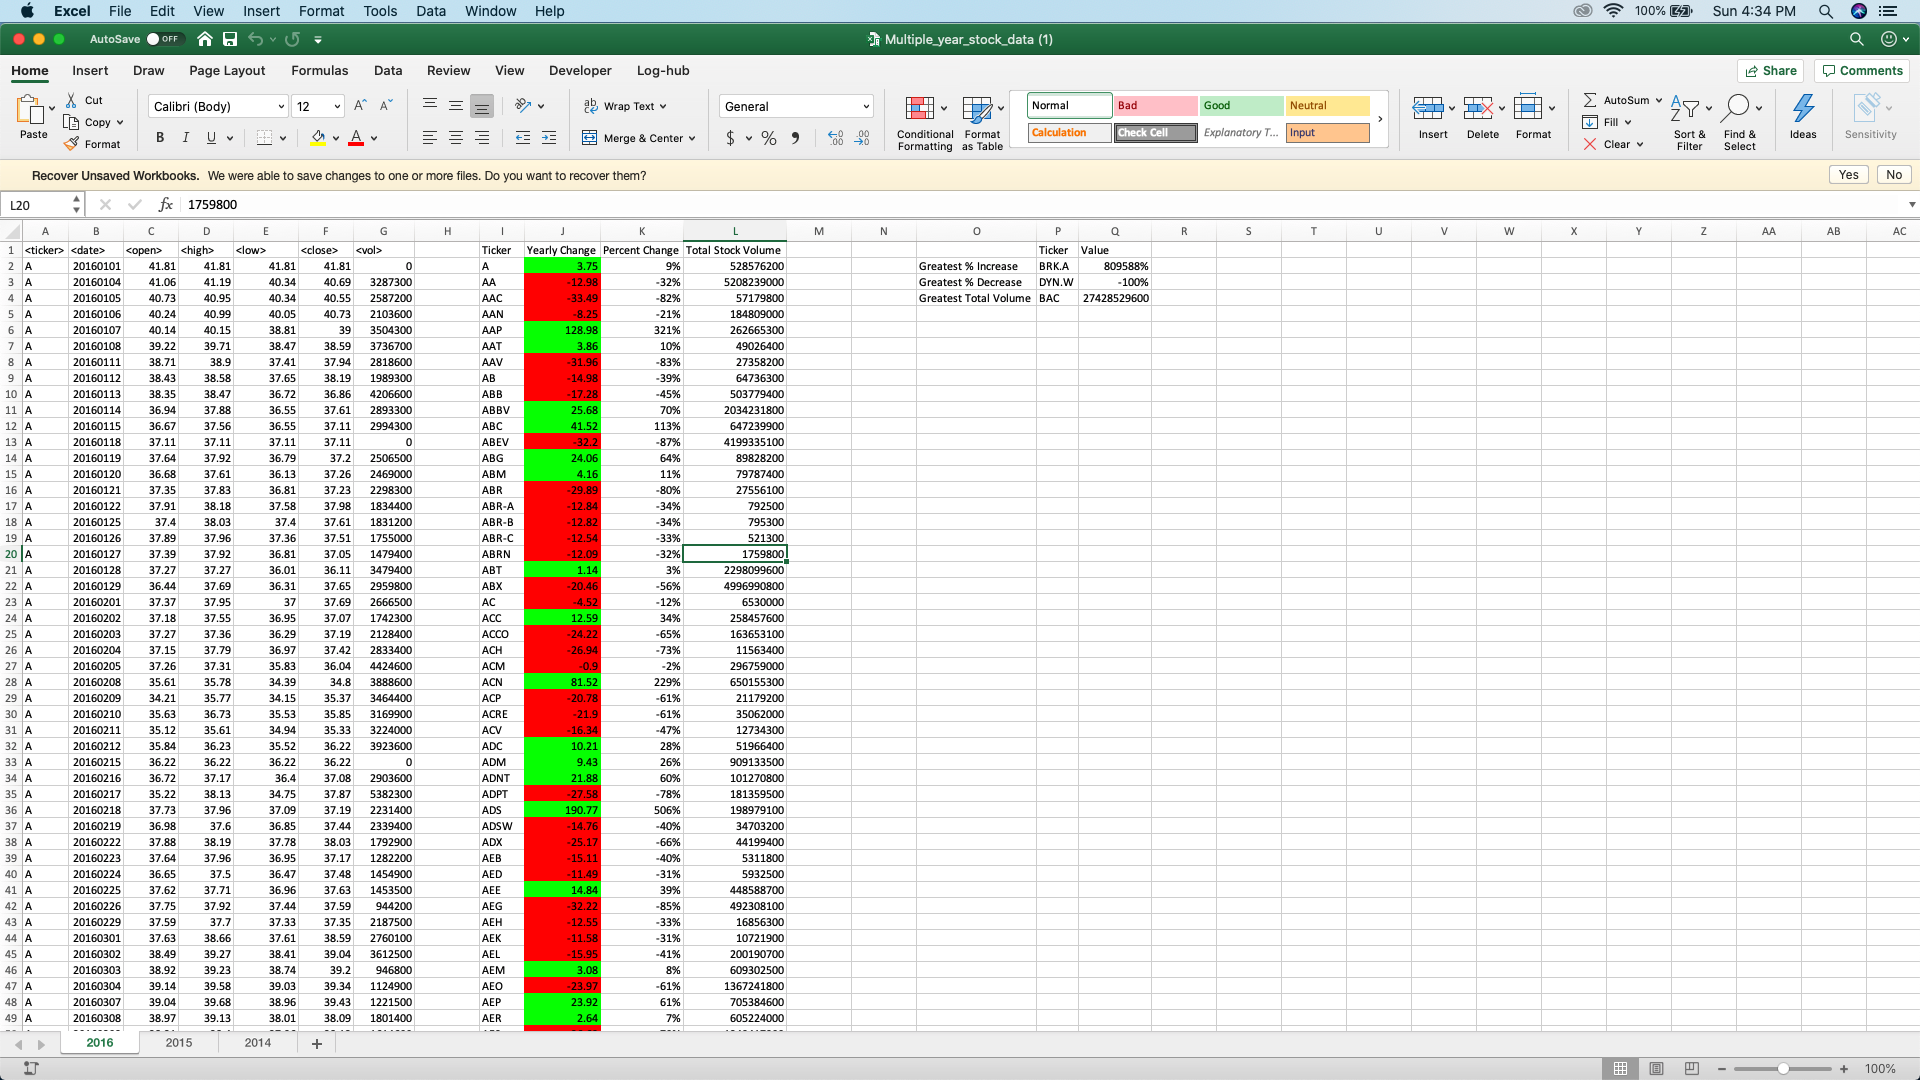 Excel File Edit View Insert Format Tools Data Window Help 100% Sun 4:34 PM
AutoSave OFF Multiple_year_stock_data (1)
Home Insert Draw Page Layout Formulas Data Review View Developer Log-hub Share Comments
Paste Cut Copy Format Calibri (Body) 12 B I U Wrap Text Merge & Center General $ % Conditional Formatting Format as Table Normal Bad Good Neutral Calculation Check Cell Explanatory T... Input Insert Delete Format AutoSum Fill Clear Sort & Filter Find & Select Ideas Sensitivity
Recover Unsaved Workbooks. We were able to save changes to one or more files. Do you want to recover them? Yes No
L20 fx 1759800
A B C D E F G H I J K L M N O P Q R S T U V W X Y Z AA AB AC
1 <ticker> <date> <open> <high> <low> <close> <vol> Ticker Yearly Change Percent Change Total Stock Volume Ticker Value
2 A 20160101 41.81 41.81 41.81 41.81 0 A 3.75 9% 528576200 Greatest % Increase BRK.A 809588%
3 A 20160104 41.06 41.19 40.34 40.69 3287300 AA -12.98 -32% 5208239000 Greatest % Decrease DYN.W -100%
4 A 20160105 40.73 40.95 40.34 40.55 2587200 AAC -33.49 -82% 57179800 Greatest Total Volume BAC 27428529600
5 A 20160106 40.24 40.99 40.05 40.73 2103600 AAN -8.25 -21% 184809000
6 A 20160107 40.14 40.15 38.81 39 3504300 AAP 128.98 321% 262665300
7 A 20160108 39.22 39.71 38.47 38.59 3736700 AAT 3.86 10% 49026400
8 A 20160111 38.71 38.9 37.41 37.94 2818600 AAV -31.96 -83% 27358200
9 A 20160112 38.43 38.58 37.65 38.19 1989300 AB -14.98 -39% 64736300
10 A 20160113 38.35 38.47 36.72 36.86 4206600 ABB -17.28 -45% 503779400
11 A 20160114 36.94 37.88 36.55 37.61 2893300 ABBV 25.68 70% 2034231800
12 A 20160115 36.67 37.56 36.55 37.11 2994300 ABC 41.52 113% 647239900
13 A 20160118 37.11 37.11 37.11 37.11 0 ABEV -32.2 -87% 4199335100
14 A 20160119 37.64 37.92 36.79 37.2 2506500 ABG 24.06 64% 89828200
15 A 20160120 36.68 37.61 36.13 37.26 2469000 ABM 4.16 11% 79787400
16 A 20160121 37.35 37.83 36.81 37.23 2298300 ABR -29.89 -80% 27556100
17 A 20160122 37.91 38.18 37.58 37.98 1834400 ABR-A -12.84 -34% 792500
18 A 20160125 37.4 38.03 37.4 37.61 1831200 ABR-B -12.82 -34% 795300
19 A 20160126 37.89 37.96 37.36 37.51 1755000 ABR-C -12.54 -33% 521300
20 A 20160127 37.39 37.92 36.81 37.05 1479400 ABRN -12.09 -32% 1759800
21 A 20160128 37.27 37.27 36.01 36.11 3479400 ABT 1.14 3% 2298099600
22 A 20160129 36.44 37.69 36.31 37.65 2959800 ABX -20.46 -56% 4996990800
23 A 20160201 37.37 37.95 37 37.69 2666500 AC -4.52 -12% 6530000
24 A 20160202 37.18 37.55 36.95 37.07 1742300 ACC 12.59 34% 258457600
25 A 20160203 37.27 37.36 36.29 37.19 2128400 ACCO -24.22 -65% 163653100
26 A 20160204 37.15 37.79 36.97 37.42 2833400 ACH -26.94 -73% 11563400
27 A 20160205 37.26 37.31 35.83 36.04 4424600 ACM -0.9 -2% 296759000
28 A 20160208 35.61 35.78 34.39 34.8 3888600 ACN 81.52 229% 650155300
29 A 20160209 34.21 35.77 34.15 35.37 3464400 ACP -20.78 -61% 21179200
30 A 20160210 35.63 36.73 35.53 35.85 3169900 ACRE -21.9 -61% 35062000
31 A 20160211 35.12 35.61 34.94 35.33 3224000 ACV -16.34 -47% 12734300
32 A 20160212 35.84 36.23 35.52 36.22 3923600 ADC 10.21 28% 51966400
33 A 20160215 36.22 36.22 36.22 36.22 0 ADM 9.43 26% 909133500
34 A 20160216 36.72 37.17 36.4 37.08 2903600 ADNT 21.88 60% 101270800
35 A 20160217 35.22 38.13 34.75 37.87 5382300 ADPT -27.58 -78% 181359500
36 A 20160218 37.73 37.96 37.09 37.19 2231400 ADS 190.77 506% 198979100
37 A 20160219 36.98 37.6 36.85 37.44 2339400 ADSW -14.76 -40% 34703200
38 A 20160222 37.88 38.19 37.78 38.03 1792900 ADX -25.17 -66% 44199400
39 A 20160223 37.64 37.96 36.95 37.17 1282200 AEB -15.11 -40% 5311800
40 A 20160224 36.65 37.5 36.47 37.48 1454900 AED -11.49 -31% 5932500
41 A 20160225 37.62 37.71 36.96 37.63 1453500 AEE 14.84 39% 448588700
42 A 20160226 37.75 37.92 37.44 37.59 944200 AEG -32.22 -85% 492308100
43 A 20160229 37.59 37.7 37.33 37.35 2187500 AEH -12.55 -33% 16856300
44 A 20160301 37.63 38.66 37.61 38.59 2760100 AEK -11.58 -31% 10721900
45 A 20160302 38.49 39.27 38.41 39.04 3612500 AEL -15.95 -41% 200190700
46 A 20160303 38.92 39.23 38.74 39.2 946800 AEM 3.08 8% 609302500
47 A 20160304 39.14 39.58 39.03 39.34 1124900 AEO -23.97 -61% 1367241800
48 A 20160307 39.04 39.68 38.96 39.43 1221500 AEP 23.92 61% 705384600
49 A 20160308 38.97 39.13 38.01 38.09 1801400 AER 2.64 7% 605224000
2016 2015 2014 +
100%